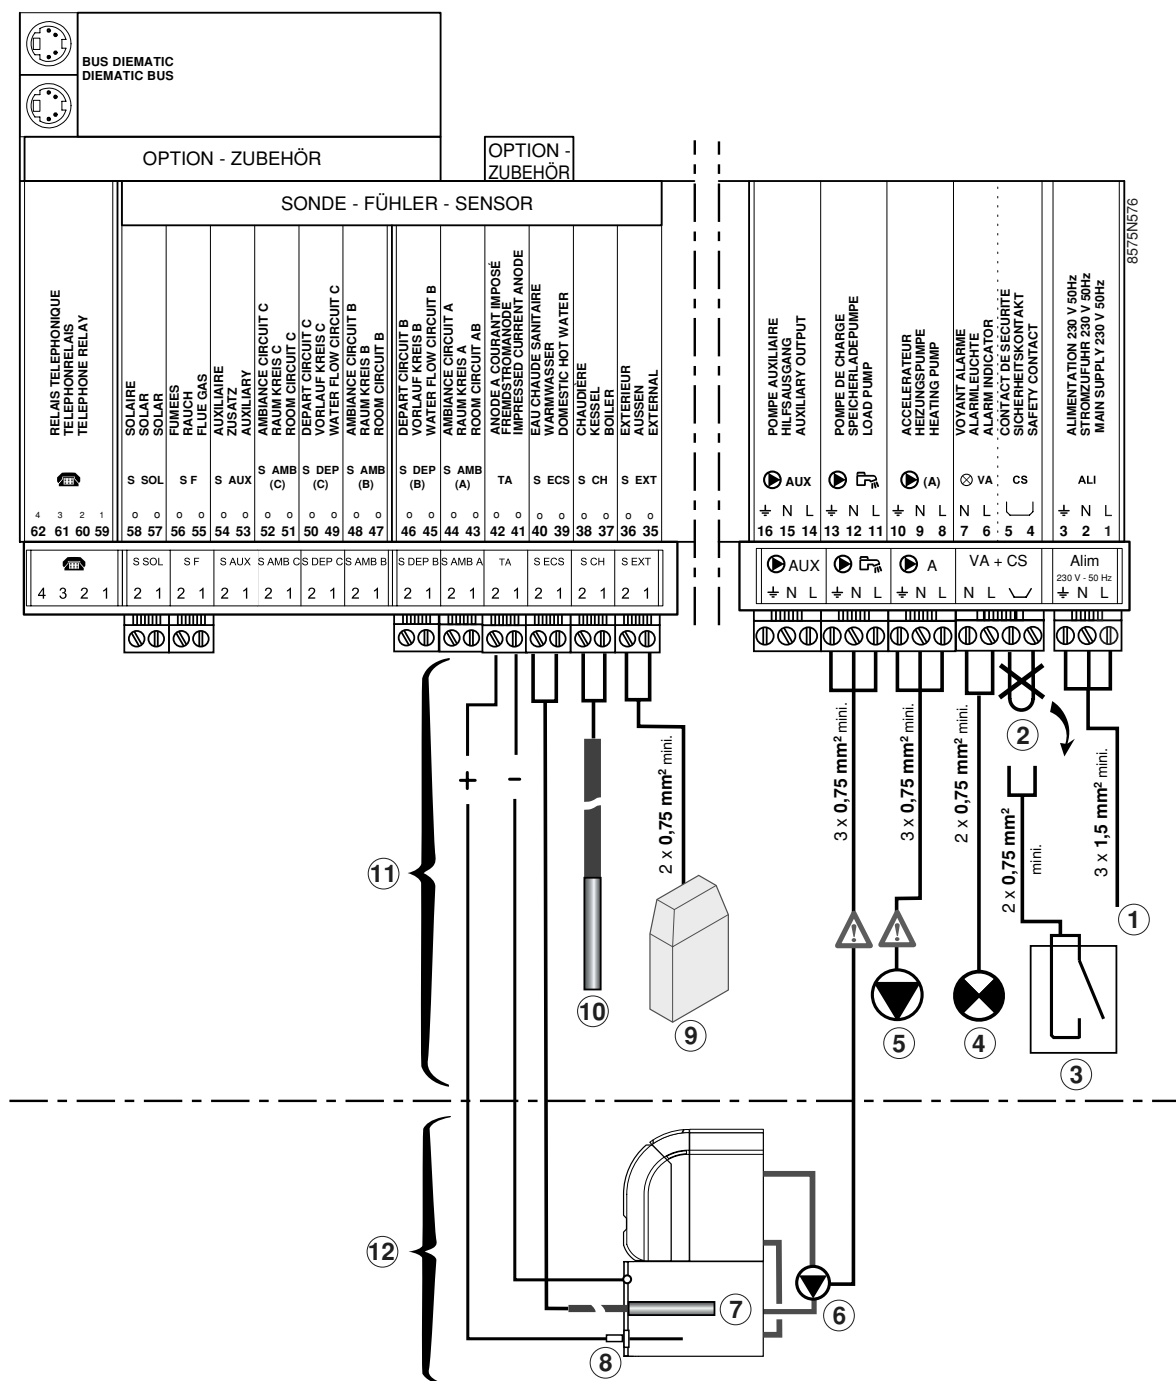 BUS DIEMATIC
DIEMATIC BUS
OPTION - ZUBEHÖR
OPTION -
ZUBEHÖR
SONDE - FÜHLER - SENSOR
8575N576
RELAIS TELEPHONIQUE
TELEPHONRELAIS
TELEPHONE RELAY
SOLAIRE
SOLAR
SOLAR
FUMEES
RAUCH
FLUE GAS
AUXILIAIRE
ZUSATZ
AUXILIARY
AMBIANCE CIRCUIT C
RAUM KREIS C
ROOM CIRCUIT C
DEPART CIRCUIT C
VORLAUF KREIS C
WATER FLOW CIRCUIT C
AMBIANCE CIRCUIT B
RAUM KREIS B
ROOM CIRCUIT B
DEPART CIRCUIT B
VORLAUF KREIS B
WATER FLOW CIRCUIT B
AMBIANCE CIRCUIT A
RAUM KREIS A
ROOM CIRCUIT AB
ANODE A COURANT IMPOSÉ
FREMDSTROMANODE
IMPRESSED CURRENT ANODE
EAU CHAUDE SANITAIRE
WARMWASSER
DOMESTIC HOT WATER
CHAUDIÈRE
KESSEL
BOILER
EXTERIEUR
AUSSEN
EXTERNAL
POMPE AUXILIAIRE
HILFSAUSGANG
AUXILIARY OUTPUT
POMPE DE CHARGE
SPEICHERLADEPUMPE
LOAD PUMP
ACCELERATEUR
HEIZUNGSPUMPE
HEATING PUMP
VOYANT ALARME
ALARMLEUCHTE
ALARM INDICATOR
CONTACT DE SÉCURITÉ
SICHERHEITSKONTAKT
SAFETY CONTACT
ALIMENTATION 230 V 50Hz
STROMZUFUHR 230 V 50Hz
MAIN SUPPLY 230 V 50Hz
S SOL S F S AUX S AMB (C) S DEP (C) S AMB (B) S DEP (B) S AMB (A) TA S ECS S CH S EXT AUX (A) VA CS ALI
4 3 2 1 o o o o o o o o o o o o o o o o o o o o o o o o N L N L N L N L N L
62 61 60 59 58 57 56 55 54 53 52 51 50 49 48 47 46 45 44 43 42 41 40 39 38 37 36 35 16 15 14 13 12 11 10 9 8 7 6 5 4 3 2 1
S SOL S F S AUX S AMB C S DEP C S AMB B S DEP B S AMB A TA S ECS S CH S EXT AUX A VA + CS Alim
230 V - 50 Hz
4 3 2 1 2 1 2 1 2 1 2 1 2 1 2 1 2 1 2 1 2 1 2 1 2 1 2 1 N L N L N L N L N L
+ -
2 x 0,75 mm² mini.
3 x 0,75 mm² mini.
3 x 0,75 mm² mini.
2 x 0,75 mm² mini.
2 x 0,75 mm²
mini.
3 x 1,5 mm² mini.
2
11
1
10
9
5
4
3
12
7
6
8